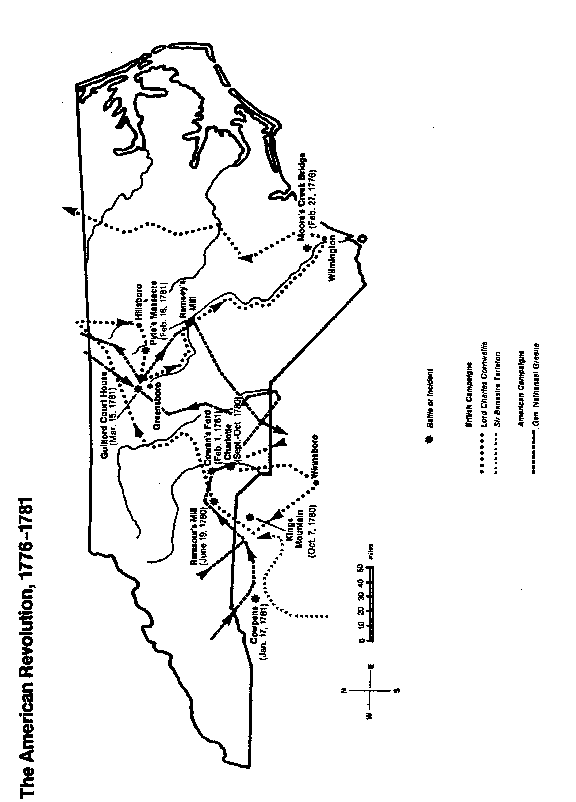 The American Revolution, 1776-1781
Guilford Court House
(Mar. 15, 1781)
Greensboro
Hillsboro
Pyle's Massacre
(Feb. 18, 1781)
Ramsey's
Mill
Moore's Creek Bridge
(Feb. 27, 1776)
Wilmington
Cowan's Ford
(Feb. 1, 1781)
Charlotte
(Sept.-Oct. 1780)
Ramsour's Mill
(June 19, 1780)
Winnsboro
Kings
Mountain
(Oct. 7, 1780)
Cowpens
(Jan. 17, 1781)
0 10 20 30 40 50
miles
N
W E
S
Battle or Incident
British Campaigns
Lord Charles Cornwallis
Sir Banastre Tarleton
American Campaigns
Gen. Nathanael Greene